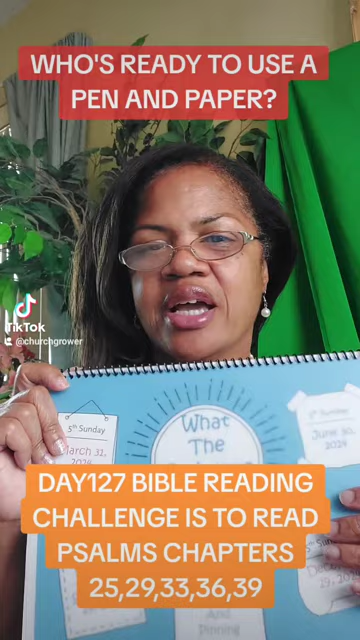 WHO'S READY TO USE A
PEN AND PAPER?
TikTok
@churchgrower
5th Sunday
March 31,
2024
What
The
5th Sunday
June 30,
2024
DAY127 BIBLE READING
CHALLENGE IS TO READ
PSALMS CHAPTERS
25,29,33,36,39
And
Pinning